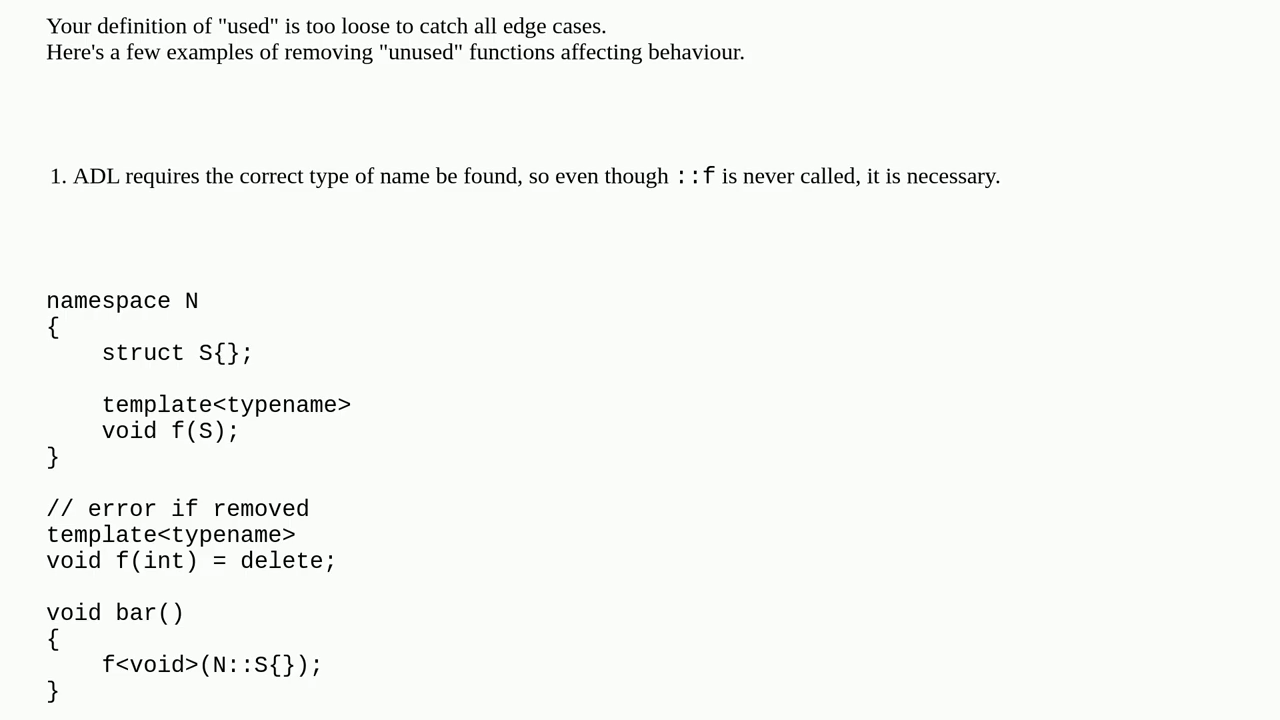 Your definition of "used" is too loose to catch all edge cases.
Here's a few examples of removing "unused" functions affecting behaviour.
1. ADL requires the correct type of name be found, so even though ::f is never called, it is necessary.
namespace N
{
    struct S{};
    template<typename>
    void f(S);
}
// error if removed
template<typename>
void f(int) = delete;
void bar()
{
    f<void>(N::S{});
}